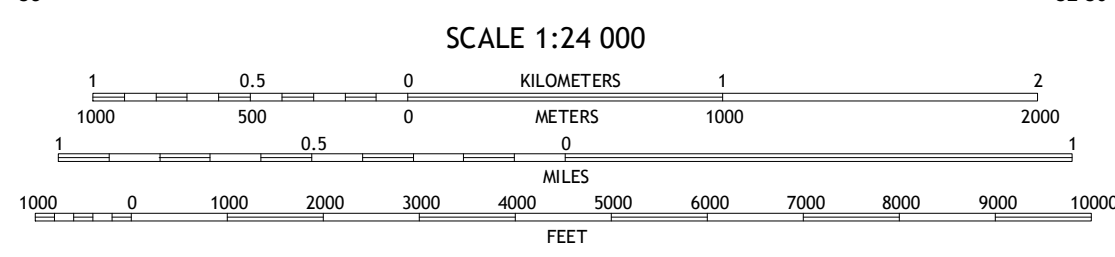 SCALE 1:24 000
1 0.5 0 KILOMETERS 1 2
1000 500 0 METERS 1000 2000
1 0.5 0 1
MILES
1000 0 1000 2000 3000 4000 5000 6000 7000 8000 9000 10000
FEET